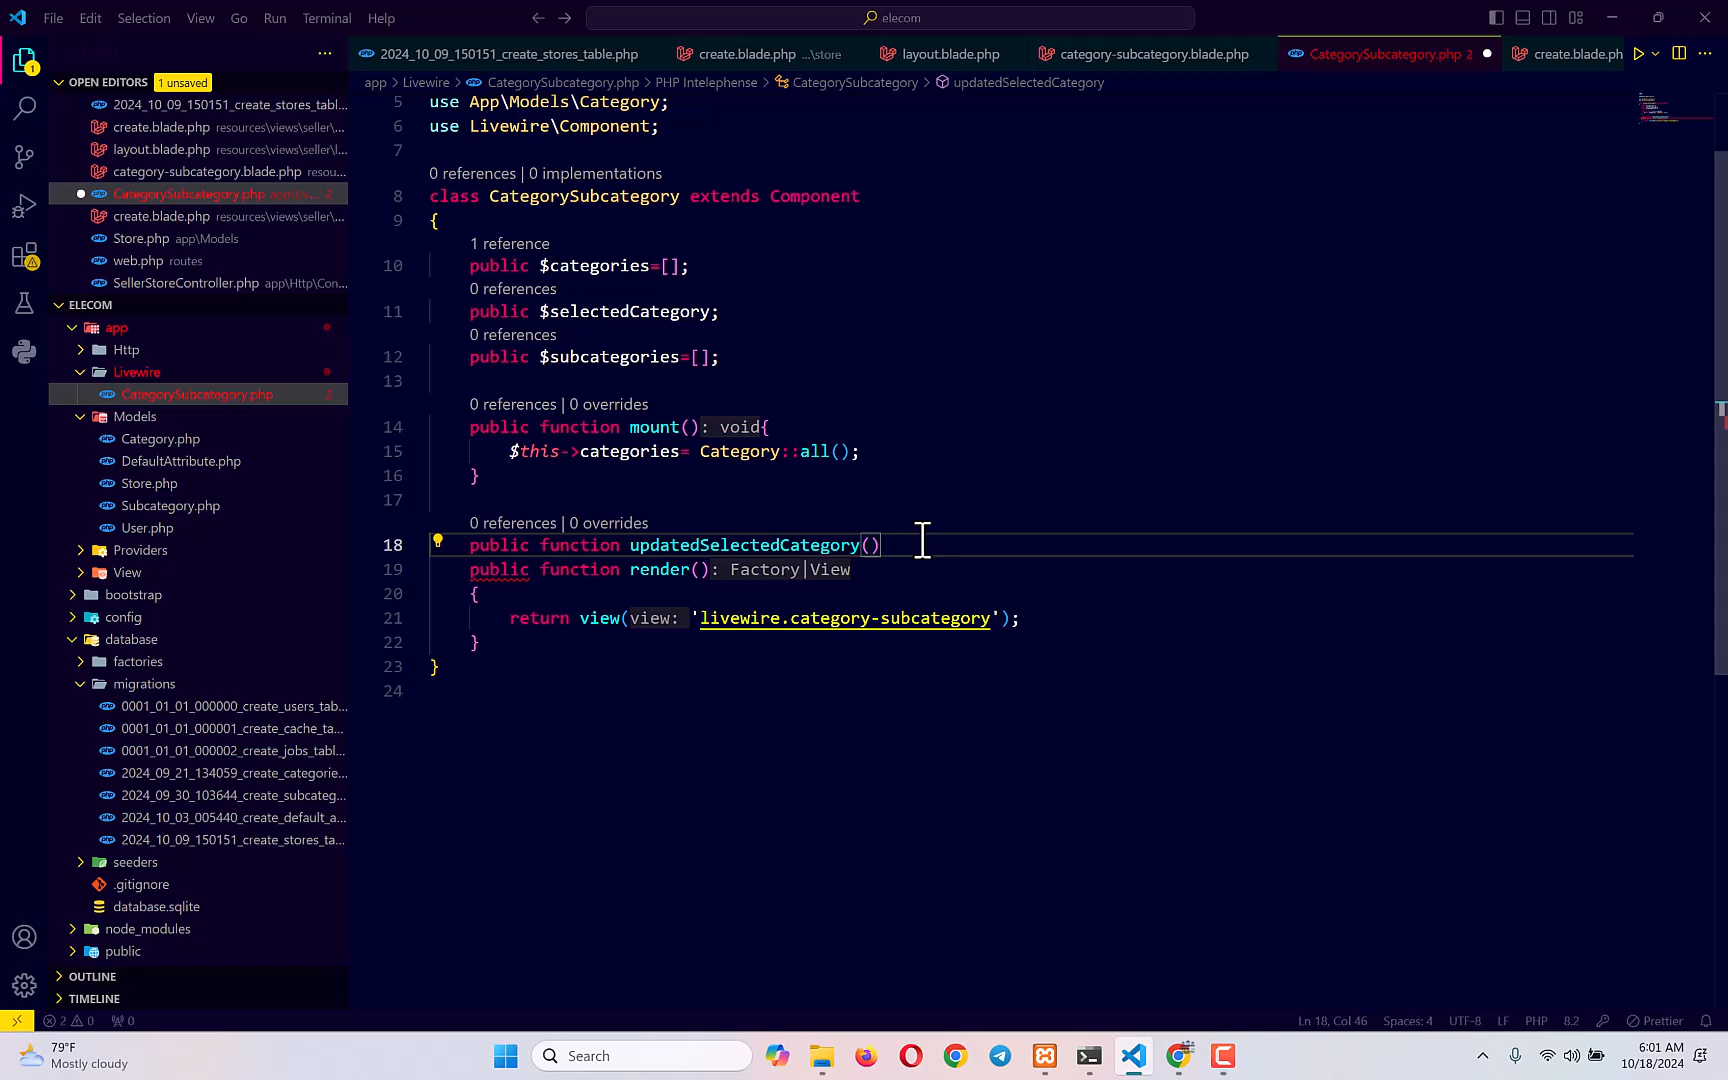 File Edit Selection View Go Run Terminal Help
elecom
2024_10_09_150151_create_stores_table.php create.blade.php ...\store layout.blade.php category-subcategory.blade.php CategorySubcategory.php 2 create.blade.ph
app > Livewire > CategorySubcategory.php > PHP Intelephense > CategorySubcategory > updatedSelectedCategory
OPEN EDITORS 1 unsaved
2024_10_09_150151_create_stores_tabl...
create.blade.php resources\views\seller\...
layout.blade.php resources\views\seller\l...
category-subcategory.blade.php resou...
CategorySubcategory.php 2
create.blade.php resources\views\seller\...
Store.php app\Models
web.php routes
SellerStoreController.php app\Http\Con...
ELECOM
app
Http
Livewire
CategorySubcategory.php 2
Models
Category.php
DefaultAttribute.php
Store.php
Subcategory.php
User.php
Providers
View
bootstrap
config
database
factories
migrations
0001_01_01_000000_create_users_tab...
0001_01_01_000001_create_cache_ta...
0001_01_01_000002_create_jobs_tabl...
2024_09_21_134059_create_categorie...
2024_09_30_103644_create_subcateg...
2024_10_03_005440_create_default_a...
2024_10_09_150151_create_stores_ta...
seeders
.gitignore
database.sqlite
node_modules
public
OUTLINE
TIMELINE
5 use App\Models\Category;
6 use Livewire\Component;
7
0 references | 0 implementations
8 class CategorySubcategory extends Component
9 {
1 reference
10 public $categories=[];
0 references
11 public $selectedCategory;
0 references
12 public $subcategories=[];
13
0 references | 0 overrides
14 public function mount(): void{
15 $this->categories= Category::all();
16 }
17
0 references | 0 overrides
18 public function updatedSelectedCategory()
19 public function render(): Factory|View
20 {
21 return view(view: 'livewire.category-subcategory');
22 }
23 }
24
2 0 0
Ln 18, Col 46 Spaces: 4 UTF-8 LF PHP 8.2 Prettier
79°F
Mostly cloudy
Search
6:01 AM
10/18/2024